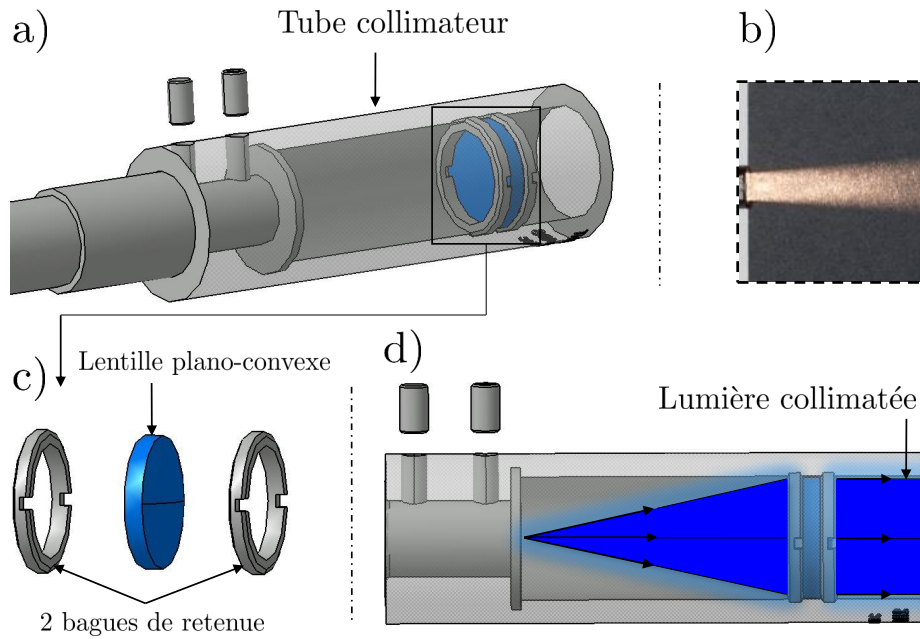 a)
Tube collimateur
b)
c)
Lentille plano-convexe
2 bagues de retenue
d)
Lumière collimatée